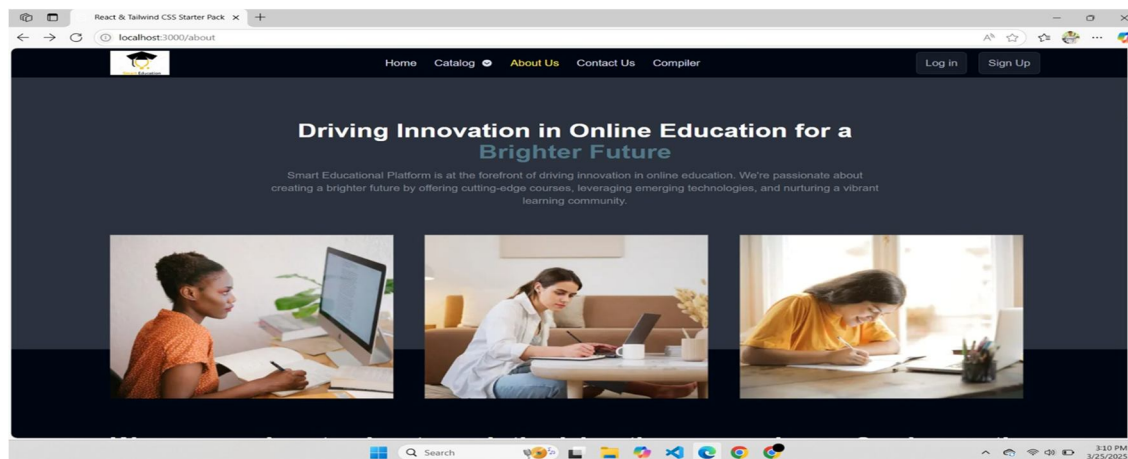 React & Tailwind CSS Starter Pack
localhost:3000/about
Smart Education
Home Catalog About Us Contact Us Compiler Log in Sign Up
Driving Innovation in Online Education for a
Brighter Future
Smart Educational Platform is at the forefront of driving innovation in online education. We're passionate about
creating a brighter future by offering cutting-edge courses, leveraging emerging technologies, and nurturing a vibrant
learning community.
Search
3:10 PM
3/25/2025